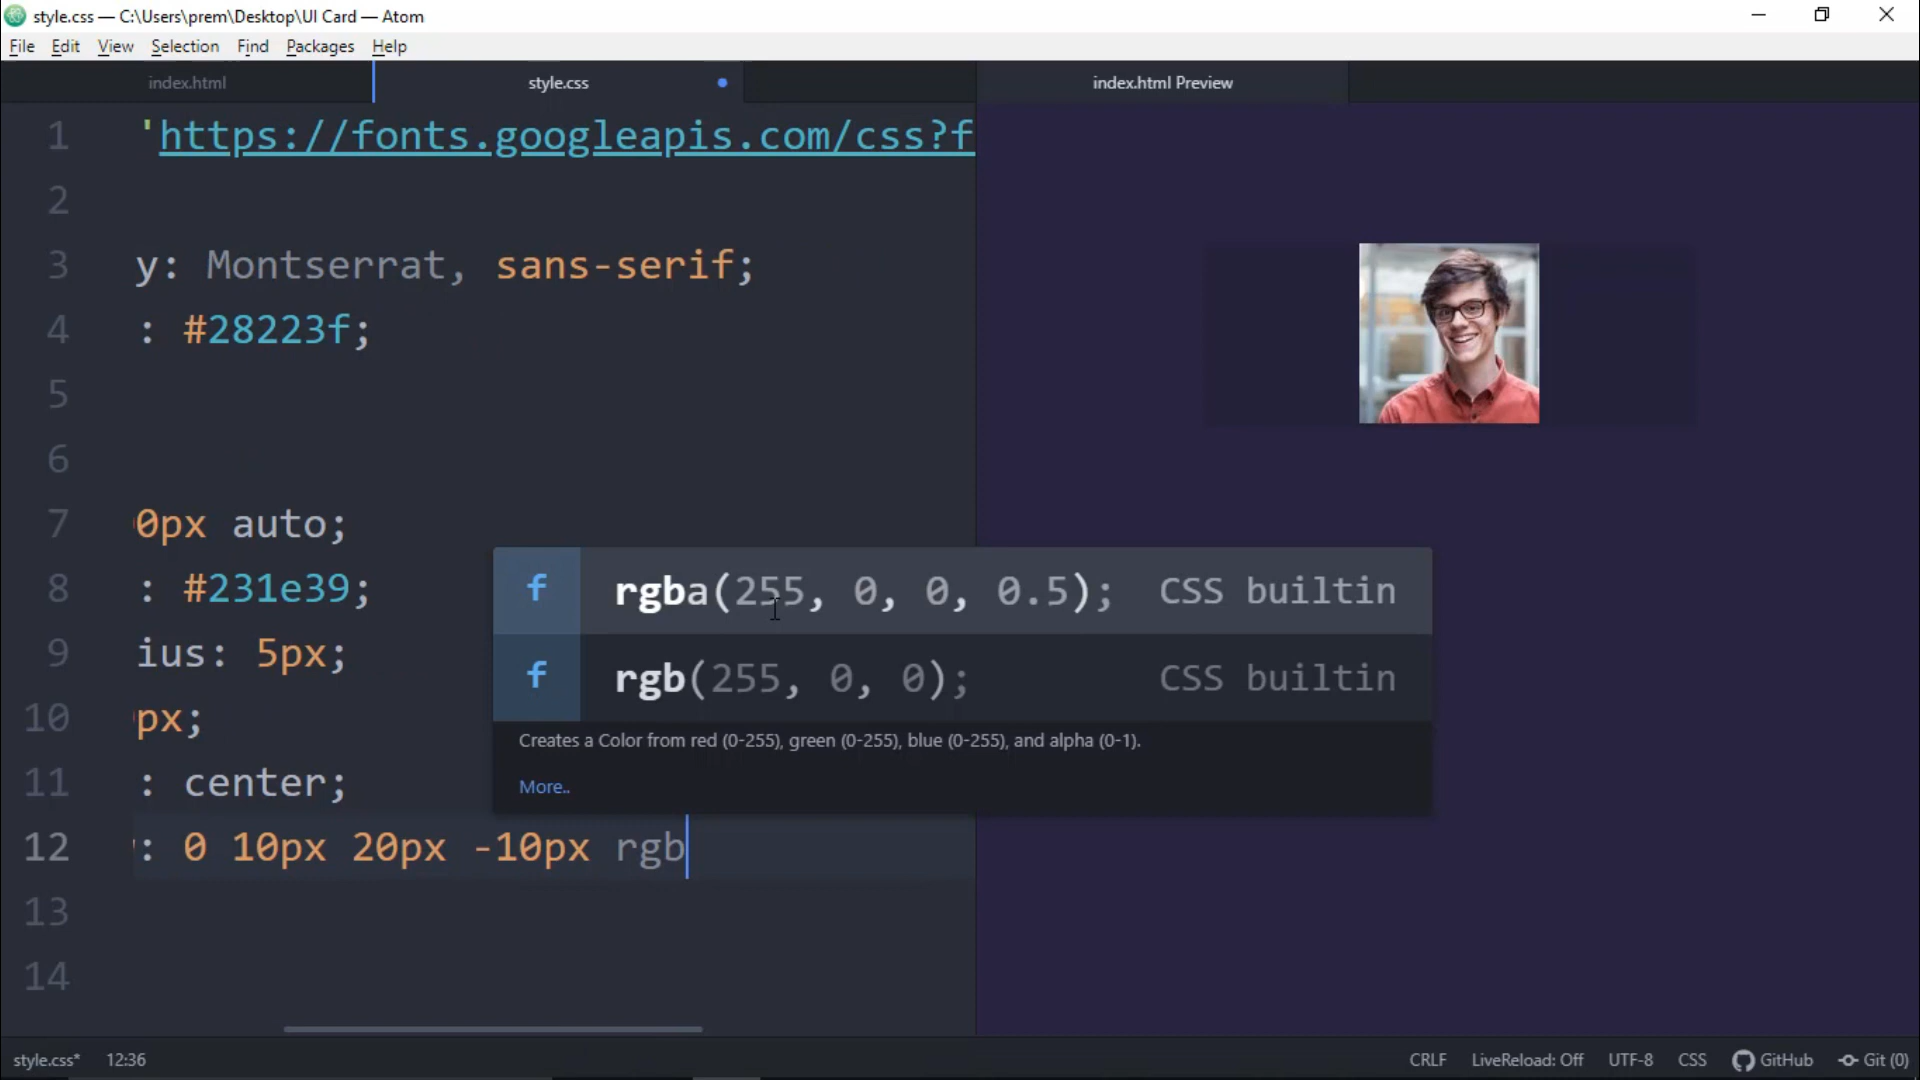 style.css — C:\Users\prem\Desktop\UI Card — Atom
File Edit View Selection Find Packages Help
index.html
style.css
index.html Preview
1 'https://fonts.googleapis.com/css?f
2
3 y: Montserrat, sans-serif;
4 : #28223f;
5
6
7 0px auto;
8 : #231e39;
9 ius: 5px;
10 px;
11 : center;
12 : 0 10px 20px -10px rgb
13
14
f rgba(255, 0, 0, 0.5); CSS builtin
f rgb(255, 0, 0); CSS builtin
Creates a Color from red (0-255), green (0-255), blue (0-255), and alpha (0-1).
More..
style.css* 12:36 CRLF LiveReload: Off UTF-8 CSS GitHub Git (0)